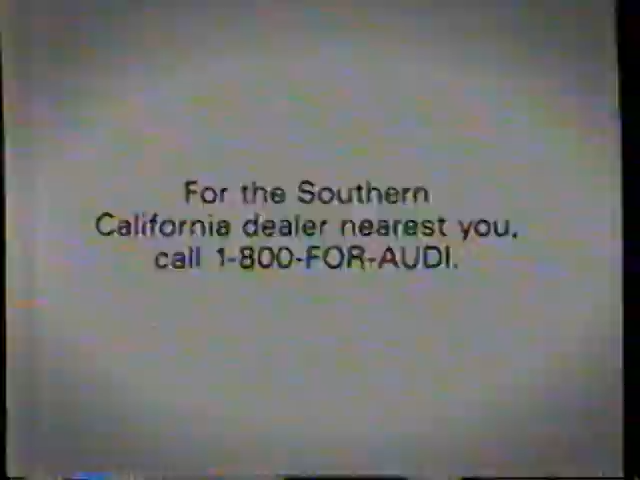 For the Southern
California dealer nearest you,
call 1-800-FOR-AUDI.